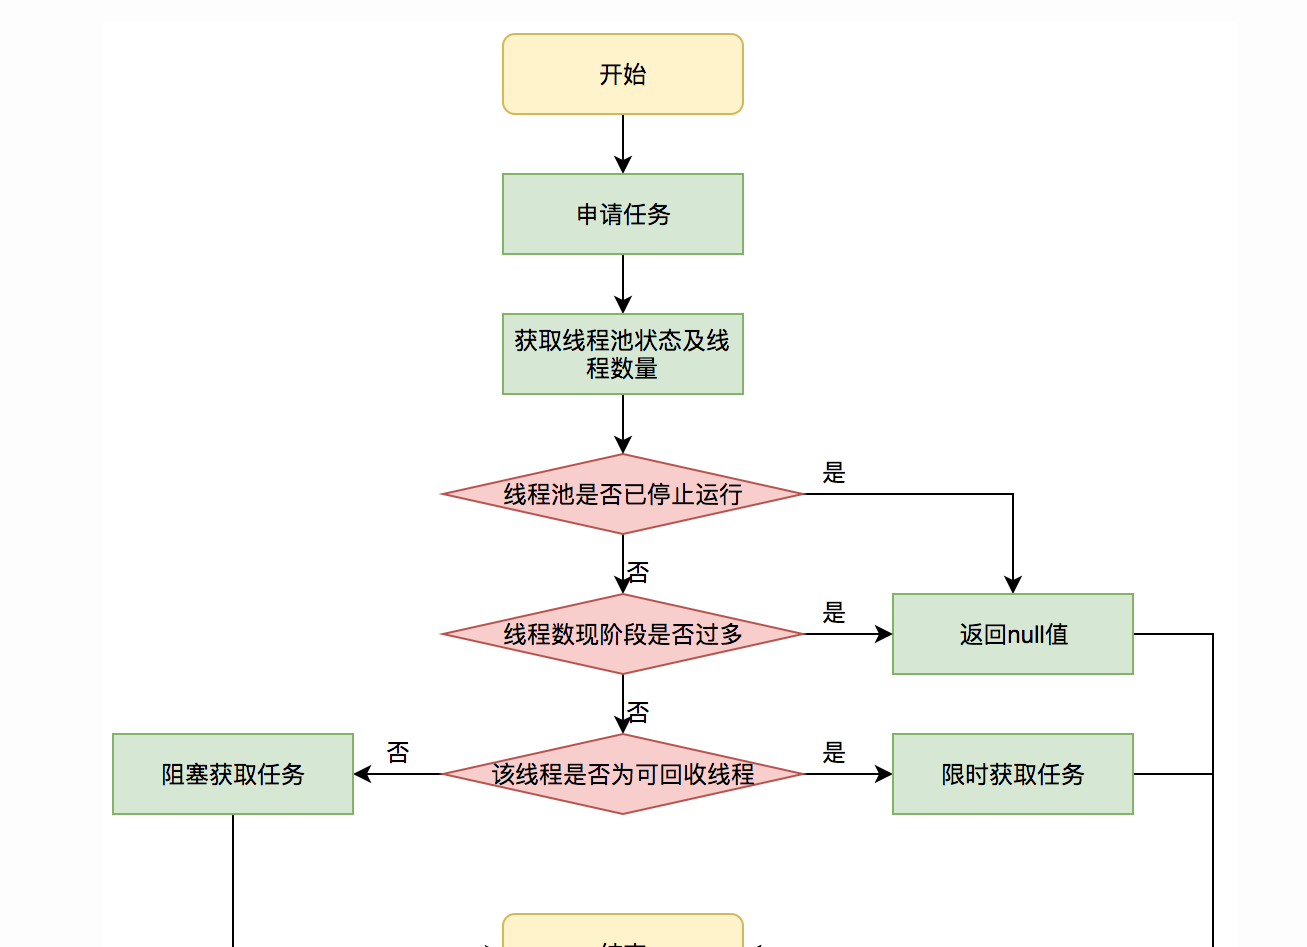 开始
申请任务
获取线程池状态及线
程数量
线程池是否已停止运行
是
否
线程数现阶段是否过多
是
返回null值
否
阻塞获取任务
否
该线程是否为可回收线程
是
限时获取任务